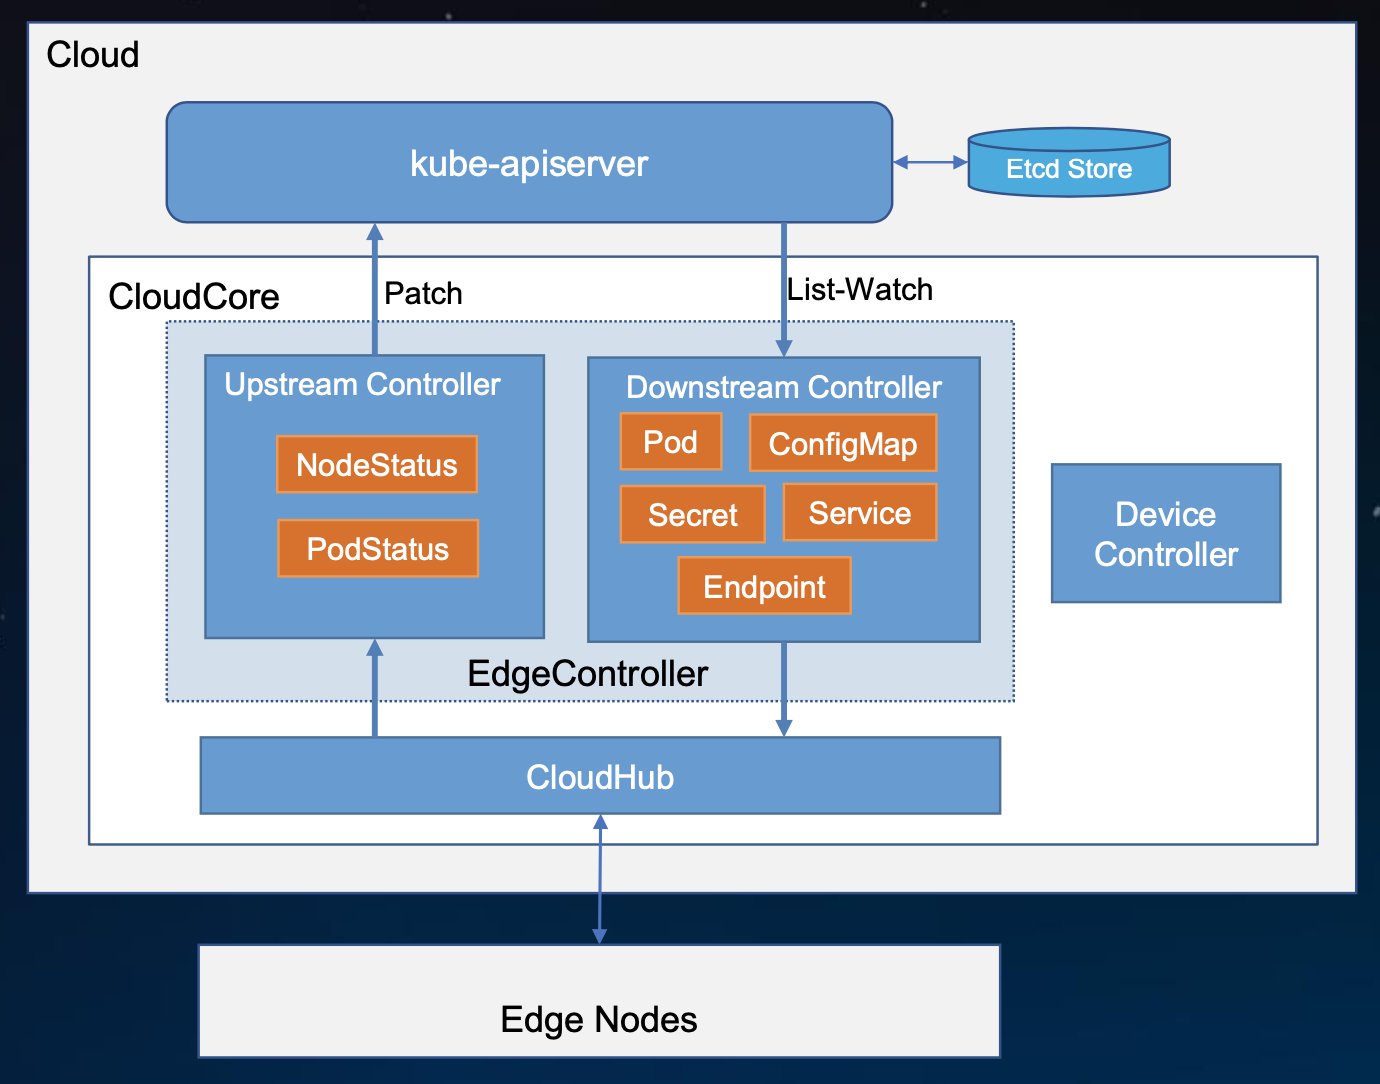 Cloud
kube-apiserver
Etcd Store
CloudCore
Patch
List-Watch
Upstream Controller
NodeStatus
PodStatus
Downstream Controller
Pod
ConfigMap
Secret
Service
Endpoint
EdgeController
Device
Controller
CloudHub
Edge Nodes